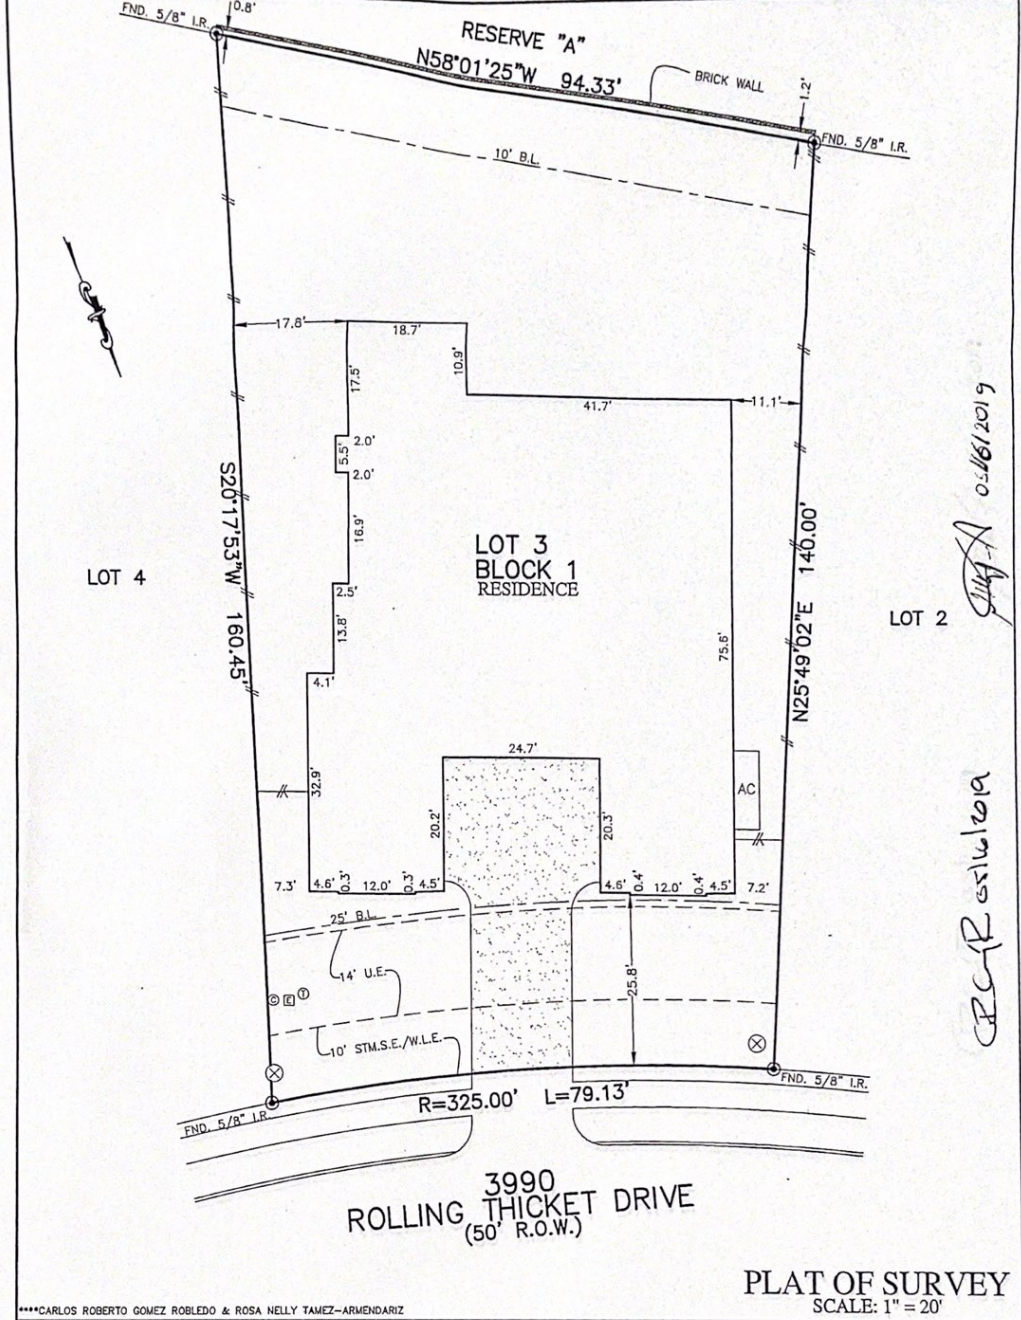 FND. 5/8" I.R.
0.8'
RESERVE "A"
N58°01'25"W 94.33'
BRICK WALL
1.2'
FND. 5/8" I.R.
10' B.L.
17.8'
18.7'
10.9'
17.5'
41.7'
11.1'
2.0'
5.5'
2.0'
16.9'
S20°17'53"W 160.45'
LOT 4
LOT 3
BLOCK 1
RESIDENCE
2.5'
13.8'
N25°49'02"E 140.00'
LOT 2
75.6'
4.1'
24.7'
32.9'
20.2'
20.3'
AC
7.3'
4.6'
0.3'
12.0'
0.3'
4.5'
4.6'
0.4'
12.0'
0.4'
4.5'
7.2'
25' B.L.
14' U.E.
25.8'
C E T
10' STM.S.E./W.L.E.
FND. 5/8" I.R.
FND. 5/8" I.R.
R=325.00' L=79.13'
3990
ROLLING THICKET DRIVE
(50' R.O.W.)
PLAT OF SURVEY
SCALE: 1" = 20'
****CARLOS ROBERTO GOMEZ ROBLEDO & ROSA NELLY TAMEZ-ARMENDARIZ